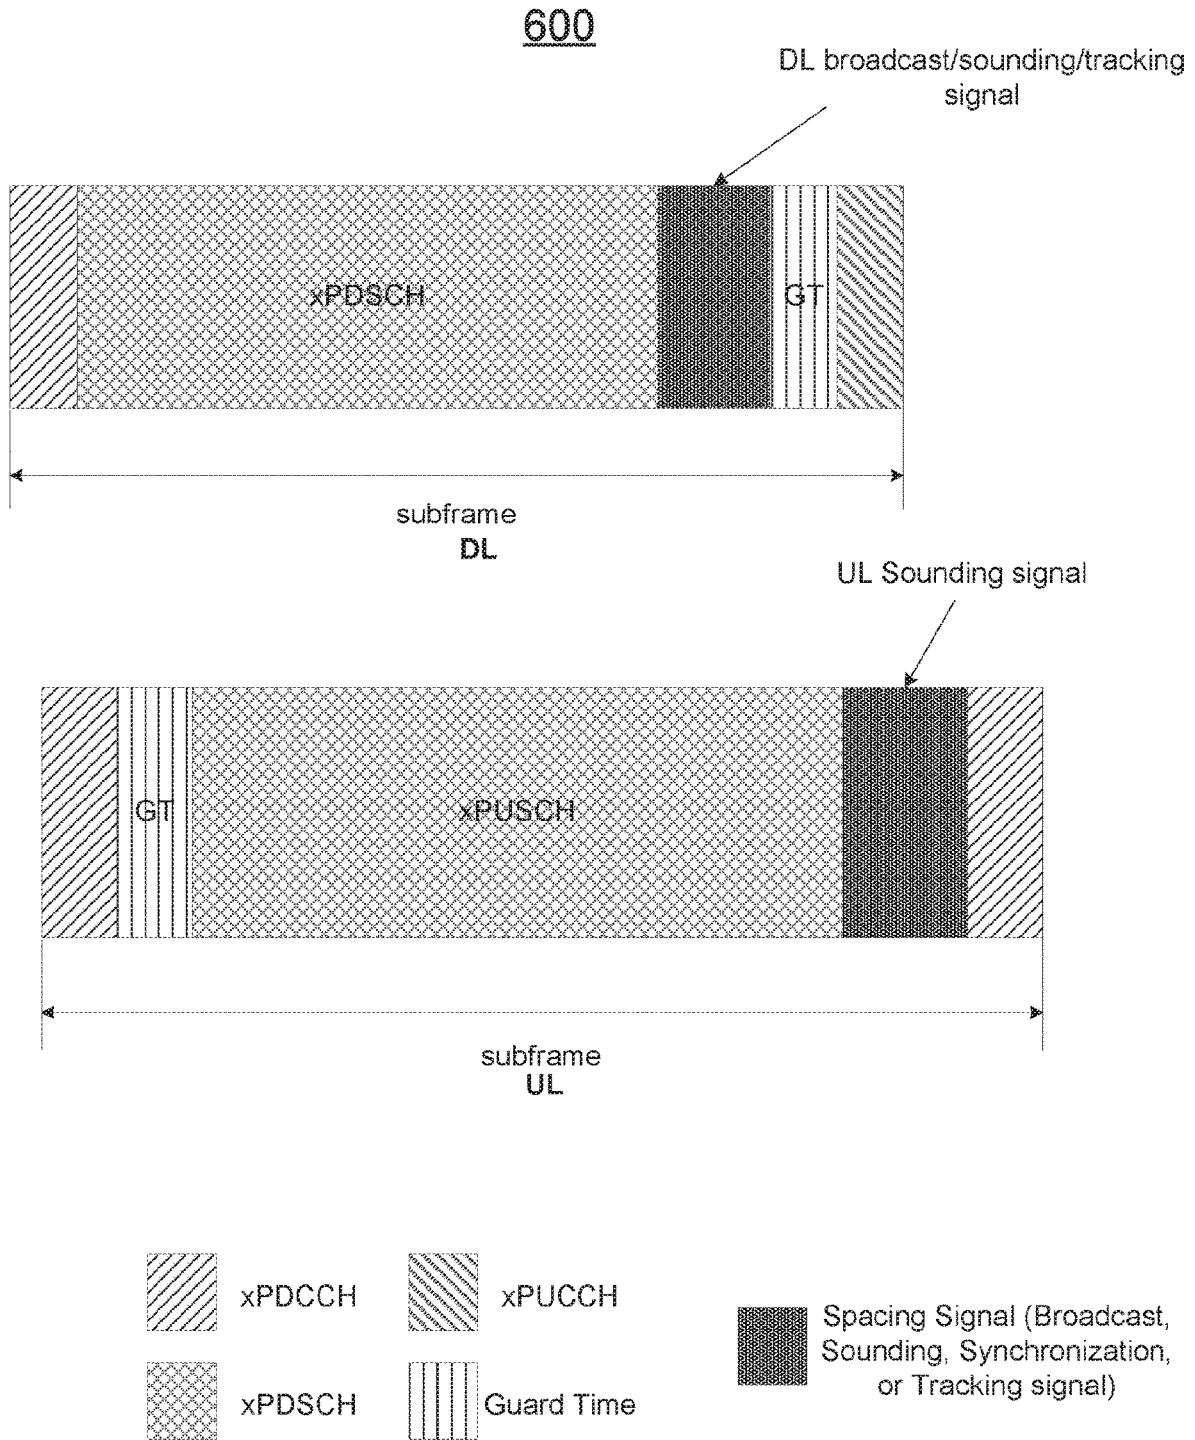 600
DL broadcast/sounding/tracking
signal
xPDSCH
GT
subframe
DL
UL Sounding signal
GT
xPUSCH
subframe
UL
xPDCCH
xPUCCH
Spacing Signal (Broadcast,
Sounding, Synchronization,
or Tracking signal)
xPDSCH
Guard Time